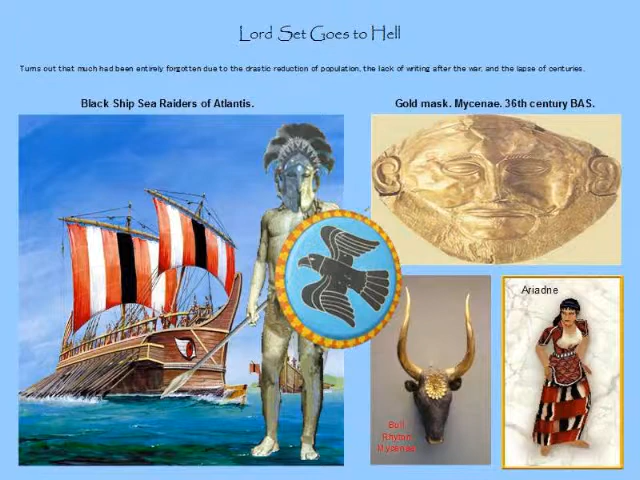 Lord Set Goes to Hell
Turns out that much had been entirely forgotten due to the drastic reduction of population, the lack of writing after the war, and the lapse of centuries.
Black Ship Sea Raiders of Atlantis.
Gold mask. Mycenae. 36th century BAS.
Ariadne
Bull
Rhyton
Mycenae